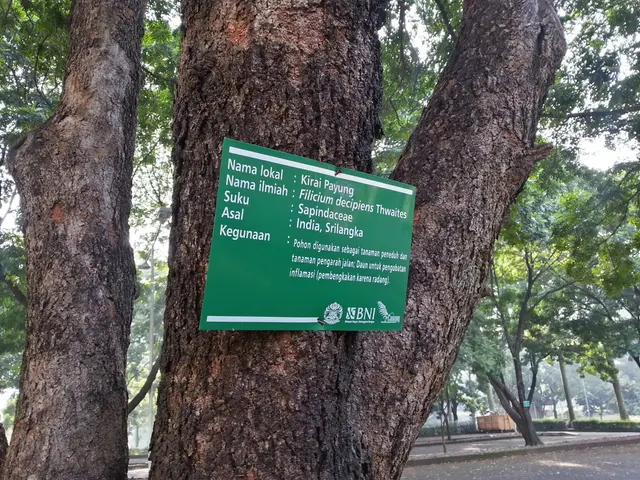 Nama lokal : Kirai Payung
Nama ilmiah : Filicium decipiens Thwaites
Suku : Sapindaceae
Asal : India, Srilangka
Kegunaan : Pohon digunakan sebagai tanaman peneduh dan
tanaman pengarah jalan; Daun untuk pengobatan
inflamasi (pembengkakan karena radang).
BNI